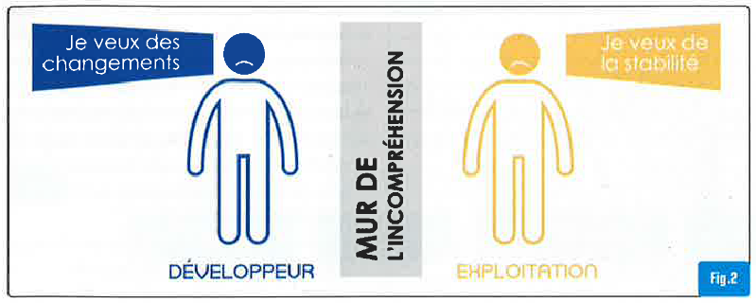 Je veux des
changements
Je veux de
la stabilité
MUR DE
L'INCOMPRÉHENSION
DÉVELOPPEUR
EXPLOITATION
Fig.2